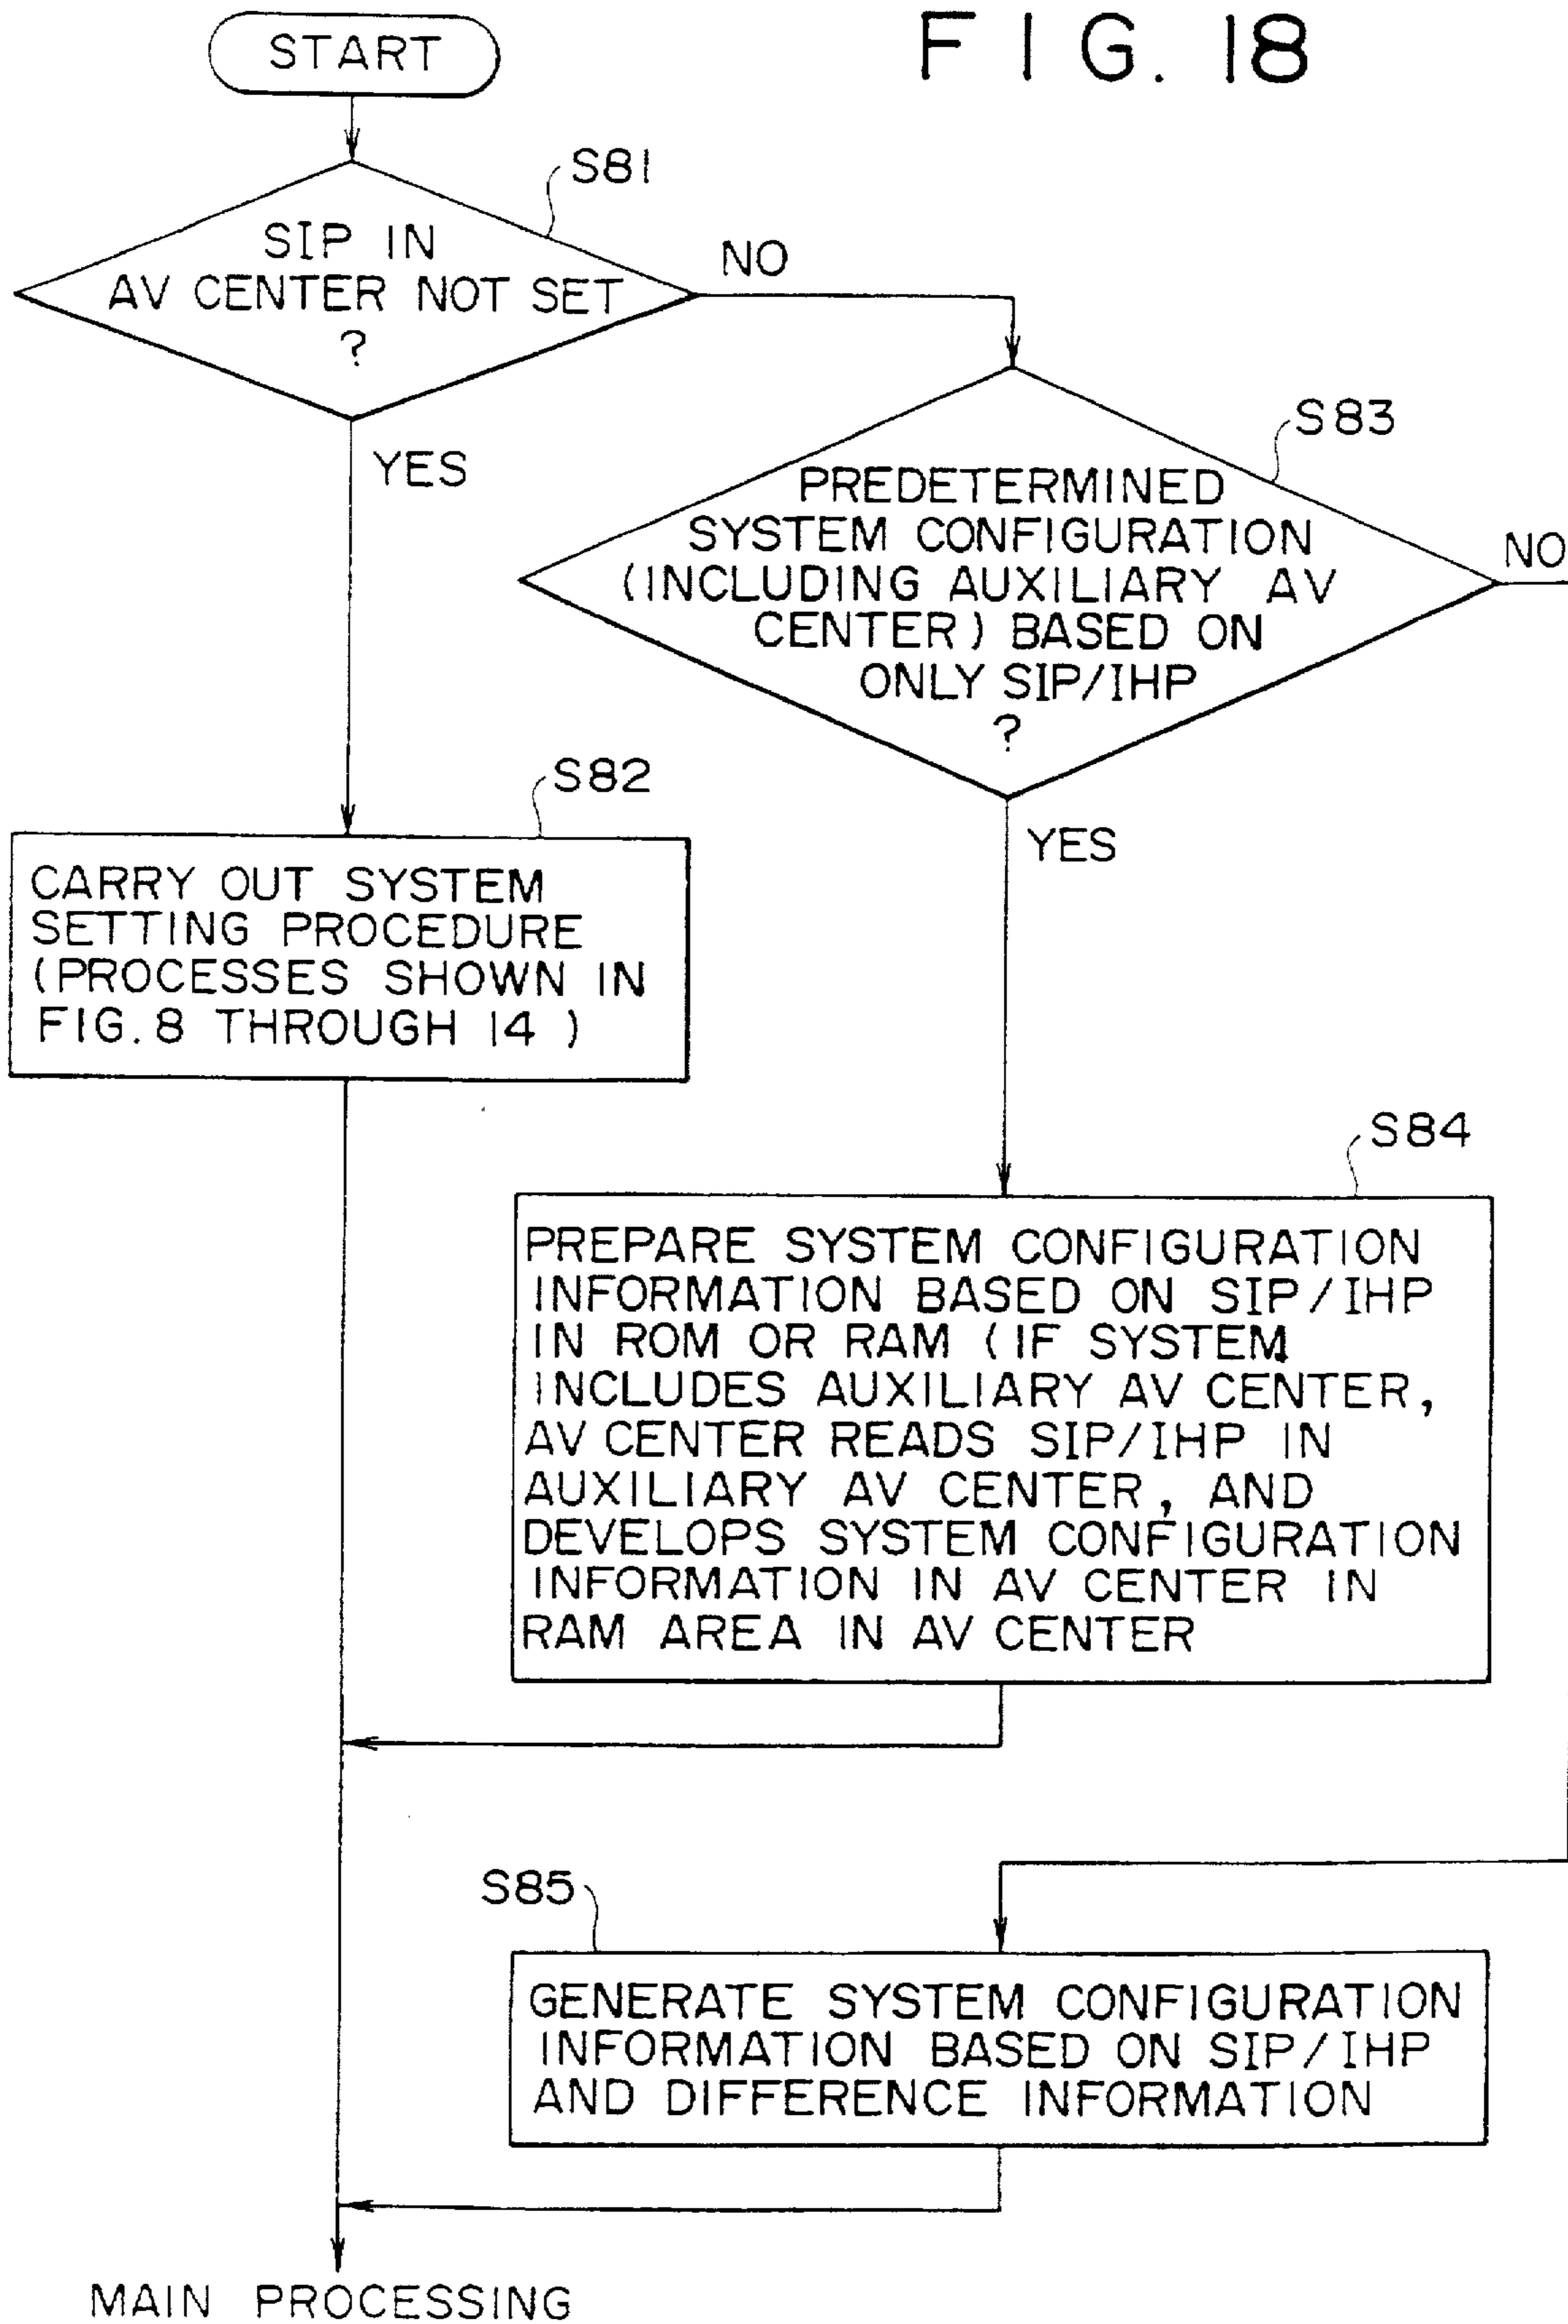 FIG. 18
START
S81
SIP IN
AV CENTER NOT SET
?
NO
YES
S83
PREDETERMINED
SYSTEM CONFIGURATION
(INCLUDING AUXILIARY AV
CENTER) BASED ON
ONLY SIP/IHP
?
NO
YES
S82
CARRY OUT SYSTEM
SETTING PROCEDURE
(PROCESSES SHOWN IN
FIG. 8 THROUGH 14)
S84
PREPARE SYSTEM CONFIGURATION
INFORMATION BASED ON SIP/IHP
IN ROM OR RAM (IF SYSTEM
INCLUDES AUXILIARY AV CENTER,
AV CENTER READS SIP/IHP IN
AUXILIARY AV CENTER, AND
DEVELOPS SYSTEM CONFIGURATION
INFORMATION IN AV CENTER IN
RAM AREA IN AV CENTER
S85
GENERATE SYSTEM CONFIGURATION
INFORMATION BASED ON SIP/IHP
AND DIFFERENCE INFORMATION
MAIN PROCESSING